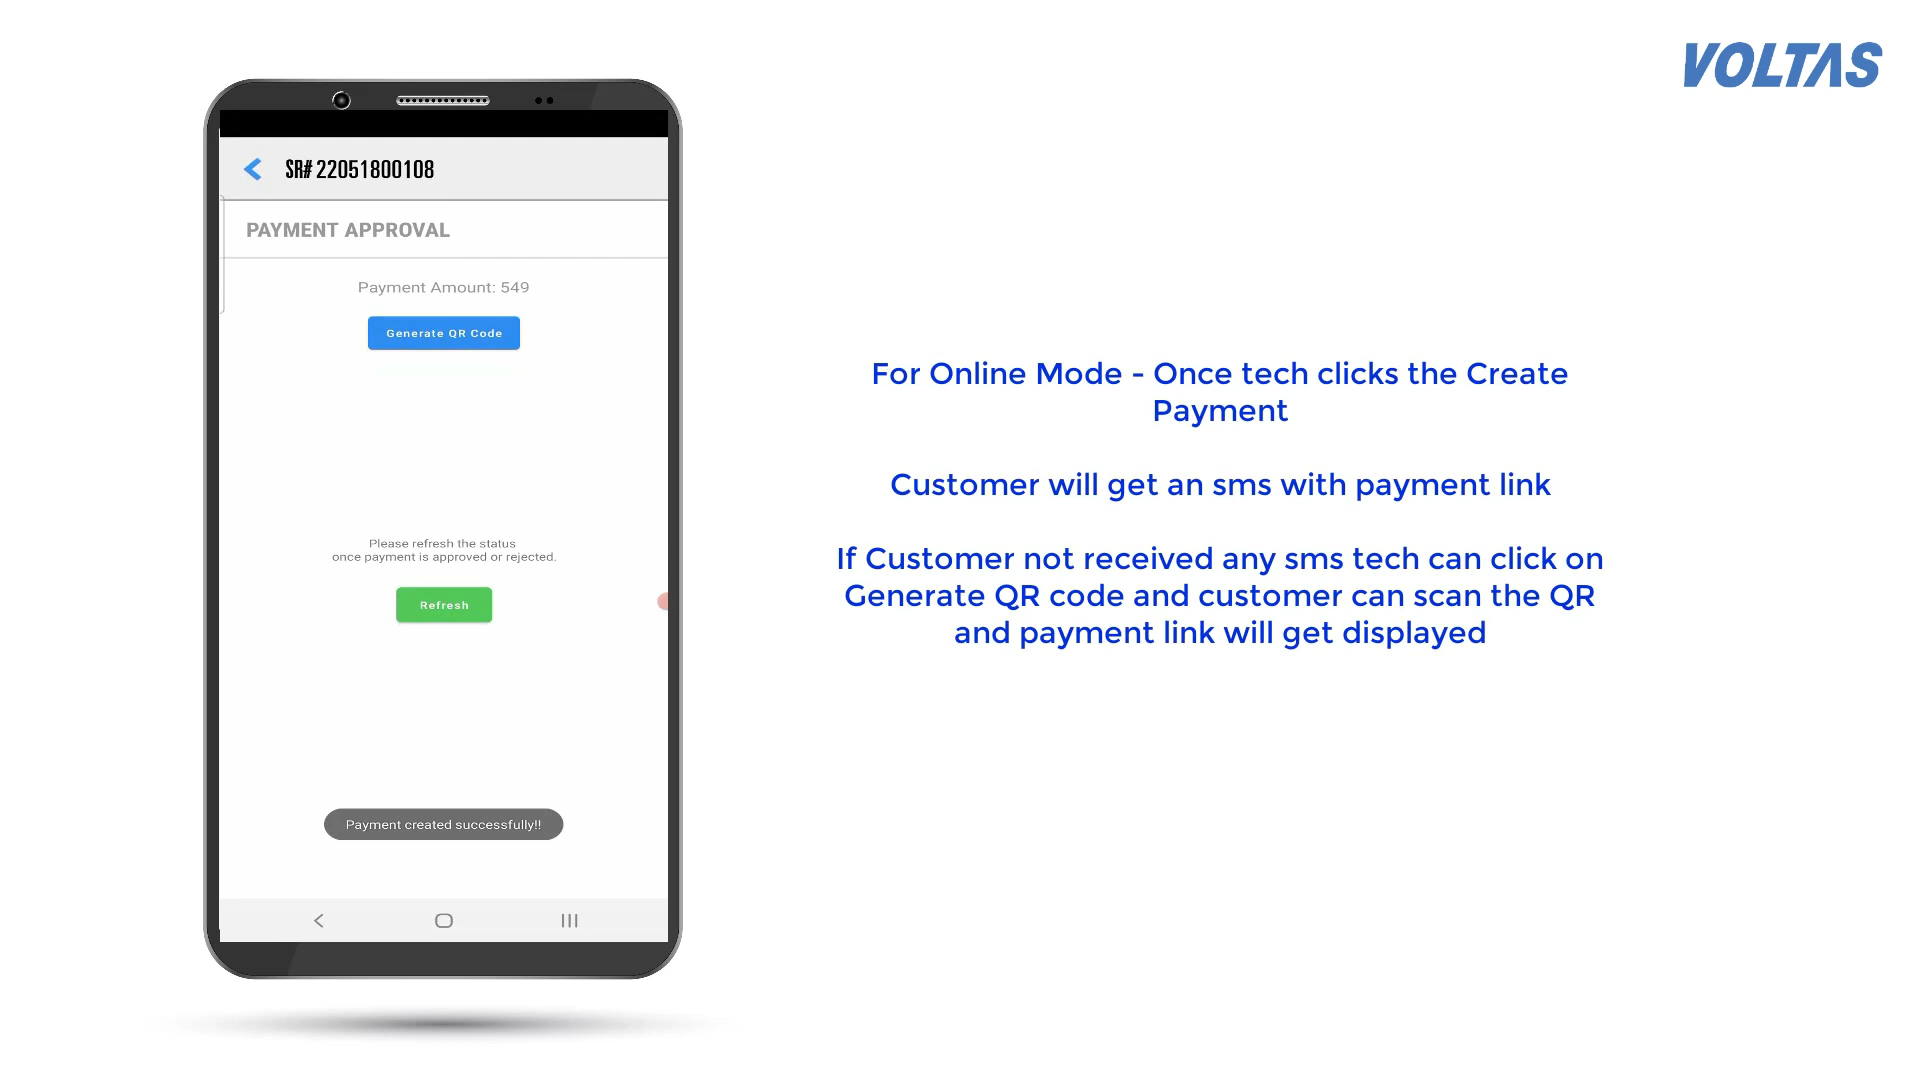 VOLTAS
SR# 22051800108
PAYMENT APPROVAL
Payment Amount: 549
Generate QR Code
Please refresh the status
once payment is approved or rejected.
Refresh
Payment created successfully!!
For Online Mode - Once tech clicks the Create
Payment
Customer will get an sms with payment link
If Customer not received any sms tech can click on
Generate QR code and customer can scan the QR
and payment link will get displayed